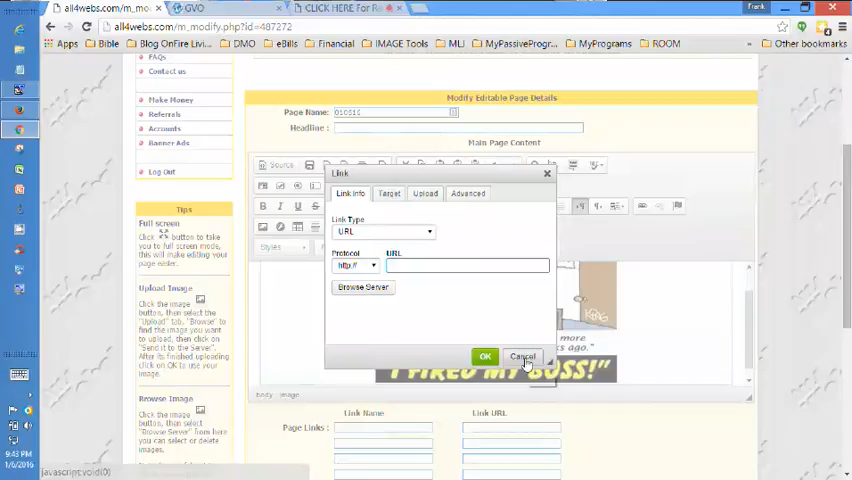 all4webs.com/m_mo
GVO
CLICK HERE For Ra
Frank
all4webs.com/m_modify.php?id=487272
Apps
Bible
Blog OnFire Univ.
DMO
eBills
Financial
IMAGE Tools
MLI
MyPassiveProgr...
MyPrograms
ROOM
Other bookmarks
FAQs
Contact us
Make Money
Referrals
Accounts
Banner Ads
Log Out
Modify Editable Page Details
Page Name:
010616
Headline :
Main Page Content
Source
Styles
Link
Link Info
Target
Upload
Advanced
Link Type
URL
Protocol
URL
http://
Browse Server
OK
Cancel
KING
more
ks ago."
"I FIRED MY BOSS!"
body image
Tips
Full screen
Click button to take
you to full screen mode,
this will make editing your
page easier.
Upload Image
Click the image
button, then select the
"Upload" tab, "Browse" to
find the image you want to
upload, then click on
"Send it to the Server".
After its finished uploading
click on OK to use your
image.
Browse Image
Click the image
button, then select
"Browse Server" from here
you can select or delete
images.
Link Name
Link URL
Page Links :
9:43 PM
1/6/2016
javascript:void(0)